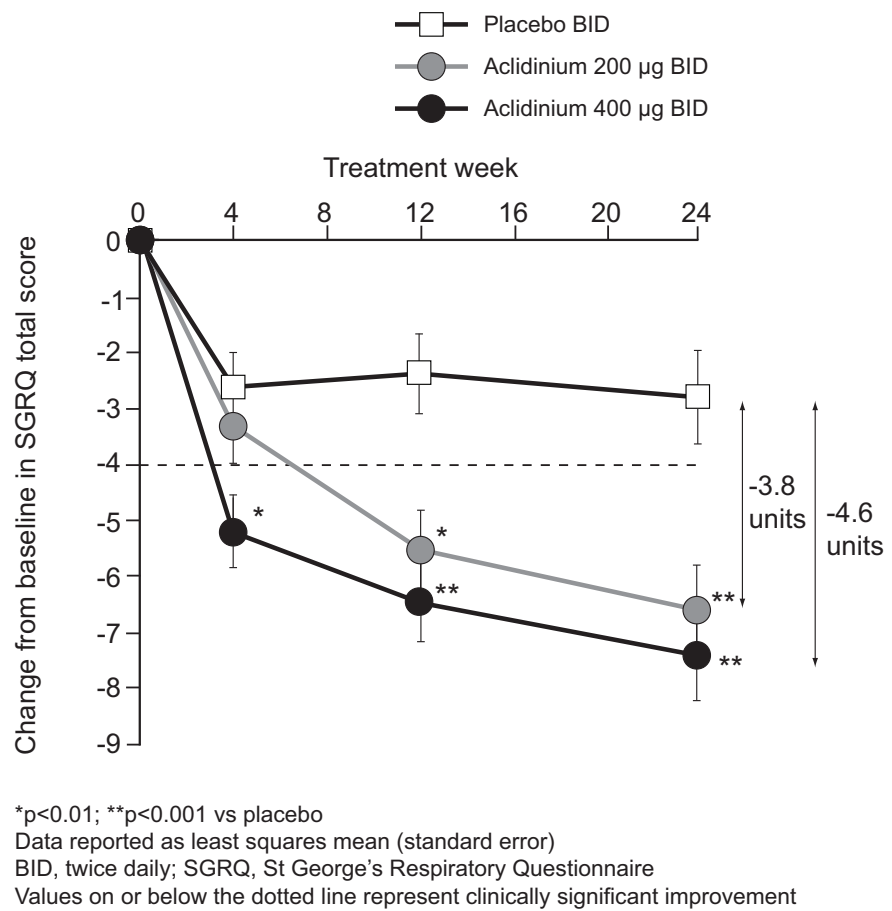 Placebo BID
Aclidinium 200 µg BID
Aclidinium 400 µg BID
Treatment week
0 4 8 12 16 20 24
Change from baseline in SGRQ total score
0
-1
-2
-3
-4
-5
-6
-7
-8
-9
*
*
**
**
**
-3.8
units
-4.6
units
*p<0.01; **p<0.001 vs placebo
Data reported as least squares mean (standard error)
BID, twice daily; SGRQ, St George’s Respiratory Questionnaire
Values on or below the dotted line represent clinically significant improvement